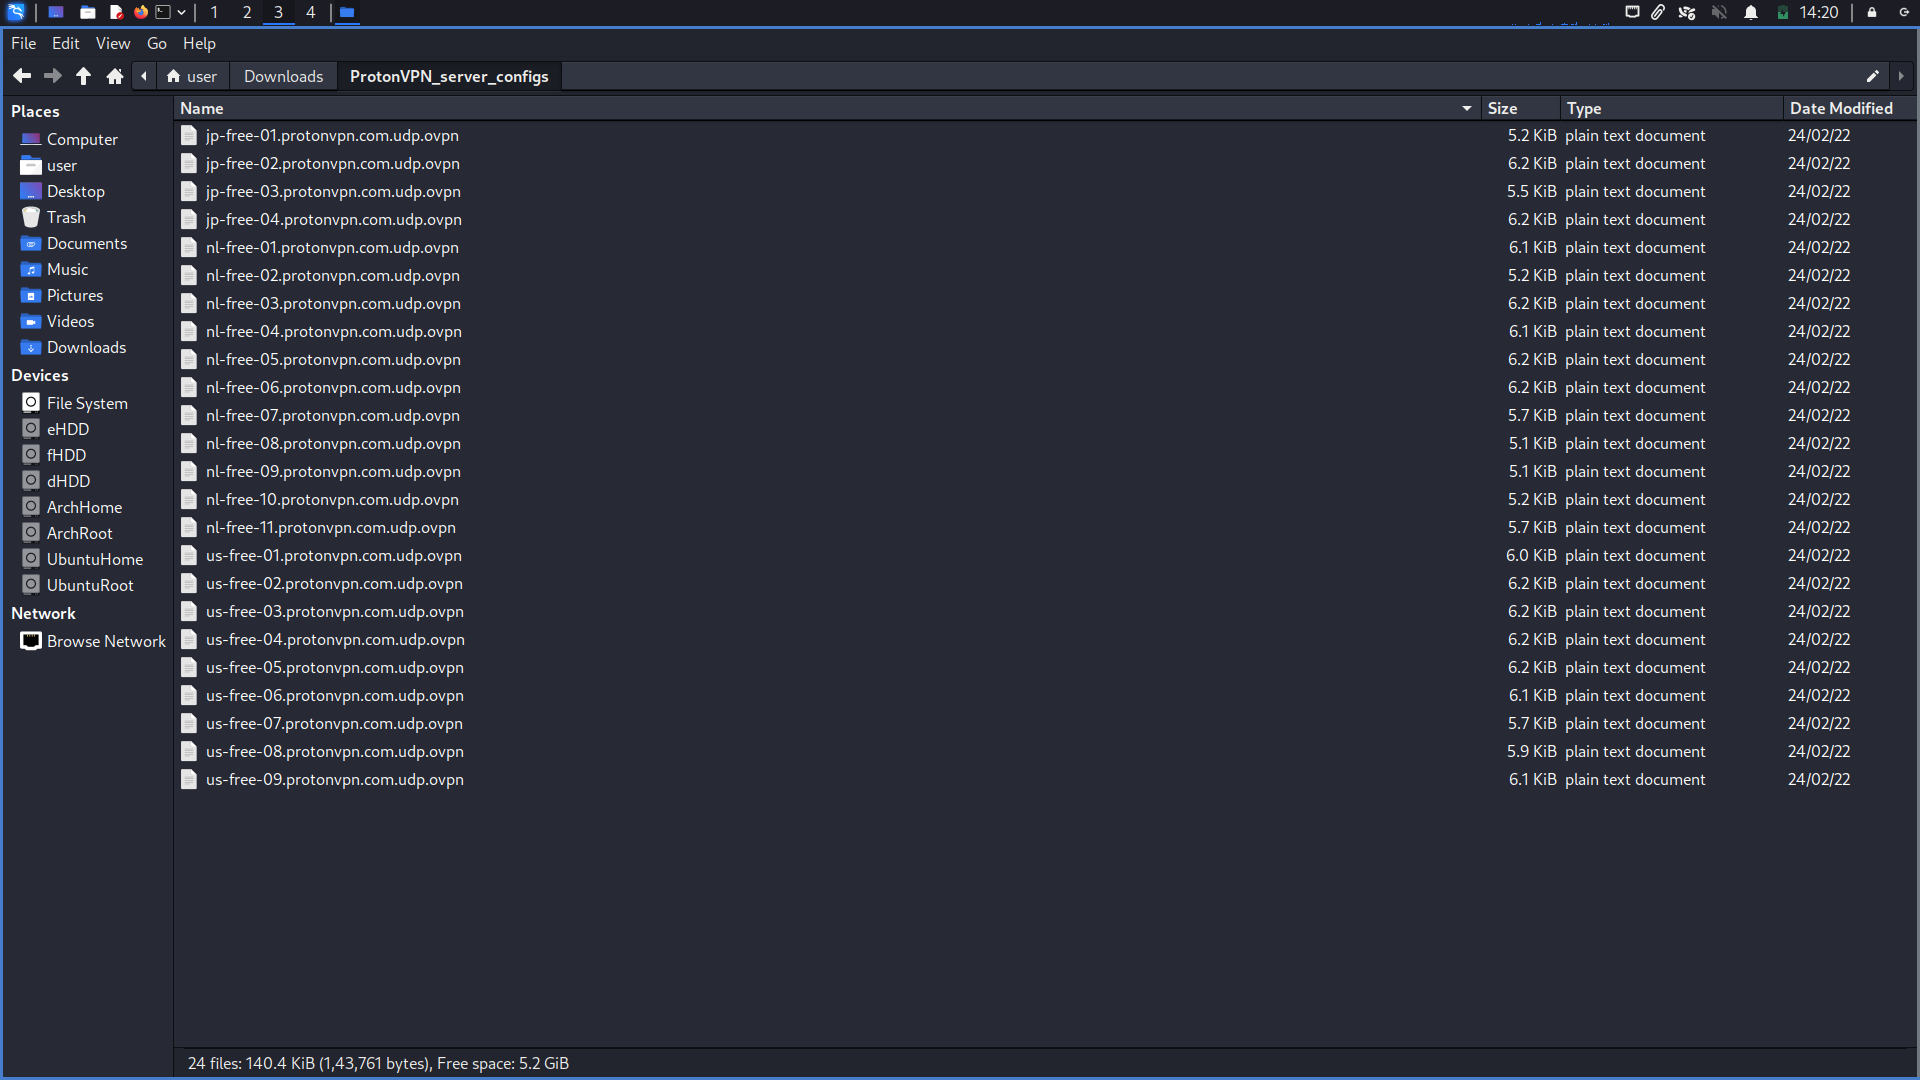 1 2 3 4 14:20
File Edit View Go Help
user Downloads ProtonVPN_server_configs
Places
Computer
user
Desktop
Trash
Documents
Music
Pictures
Videos
Downloads
Devices
File System
eHDD
fHDD
dHDD
ArchHome
ArchRoot
UbuntuHome
UbuntuRoot
Network
Browse Network
Name Size Type Date Modified
jp-free-01.protonvpn.com.udp.ovpn 5.2 KiB plain text document 24/02/22
jp-free-02.protonvpn.com.udp.ovpn 6.2 KiB plain text document 24/02/22
jp-free-03.protonvpn.com.udp.ovpn 5.5 KiB plain text document 24/02/22
jp-free-04.protonvpn.com.udp.ovpn 6.2 KiB plain text document 24/02/22
nl-free-01.protonvpn.com.udp.ovpn 6.1 KiB plain text document 24/02/22
nl-free-02.protonvpn.com.udp.ovpn 5.2 KiB plain text document 24/02/22
nl-free-03.protonvpn.com.udp.ovpn 6.2 KiB plain text document 24/02/22
nl-free-04.protonvpn.com.udp.ovpn 6.1 KiB plain text document 24/02/22
nl-free-05.protonvpn.com.udp.ovpn 6.2 KiB plain text document 24/02/22
nl-free-06.protonvpn.com.udp.ovpn 6.2 KiB plain text document 24/02/22
nl-free-07.protonvpn.com.udp.ovpn 5.7 KiB plain text document 24/02/22
nl-free-08.protonvpn.com.udp.ovpn 5.1 KiB plain text document 24/02/22
nl-free-09.protonvpn.com.udp.ovpn 5.1 KiB plain text document 24/02/22
nl-free-10.protonvpn.com.udp.ovpn 5.2 KiB plain text document 24/02/22
nl-free-11.protonvpn.com.udp.ovpn 5.7 KiB plain text document 24/02/22
us-free-01.protonvpn.com.udp.ovpn 6.0 KiB plain text document 24/02/22
us-free-02.protonvpn.com.udp.ovpn 6.2 KiB plain text document 24/02/22
us-free-03.protonvpn.com.udp.ovpn 6.2 KiB plain text document 24/02/22
us-free-04.protonvpn.com.udp.ovpn 6.2 KiB plain text document 24/02/22
us-free-05.protonvpn.com.udp.ovpn 6.2 KiB plain text document 24/02/22
us-free-06.protonvpn.com.udp.ovpn 6.1 KiB plain text document 24/02/22
us-free-07.protonvpn.com.udp.ovpn 5.7 KiB plain text document 24/02/22
us-free-08.protonvpn.com.udp.ovpn 5.9 KiB plain text document 24/02/22
us-free-09.protonvpn.com.udp.ovpn 6.1 KiB plain text document 24/02/22
24 files: 140.4 KiB (1,43,761 bytes), Free space: 5.2 GiB